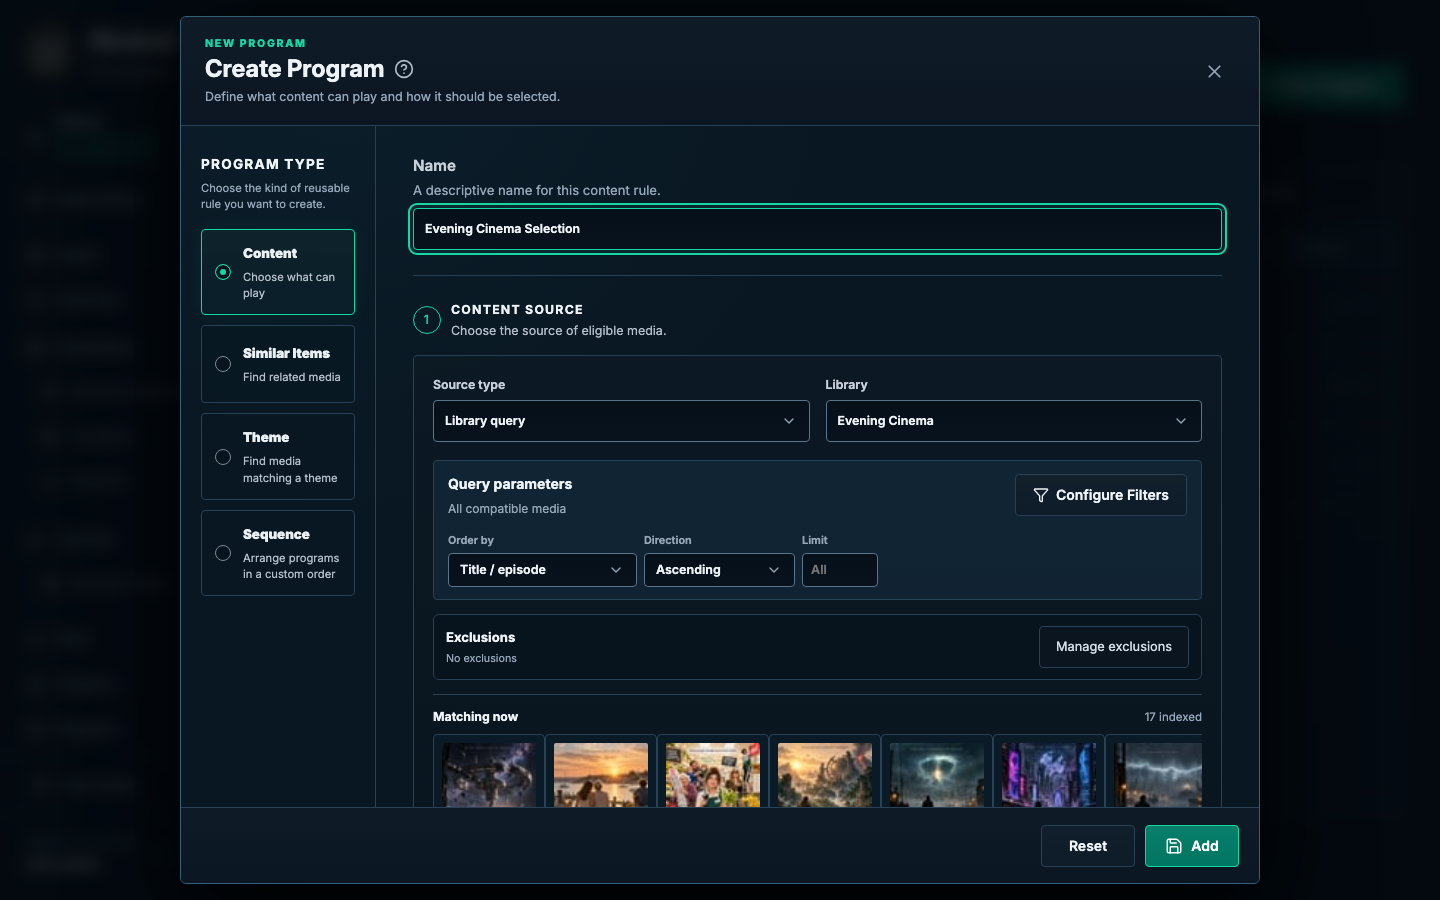 NEW PROGRAM
Create Program
Define what content can play and how it should be selected.
PROGRAM TYPE
Choose the kind of reusable
rule you want to create.
Content
Choose what can
play
Similar Items
Find related media
Theme
Find media
matching a theme
Sequence
Arrange programs
in a custom order
Name
A descriptive name for this content rule.
Evening Cinema Selection
1
CONTENT SOURCE
Choose the source of eligible media.
Source type
Library query
Library
Evening Cinema
Query parameters
All compatible media
Configure Filters
Order by
Title / episode
Direction
Ascending
Limit
All
Exclusions
No exclusions
Manage exclusions
Matching now
17 indexed
Reset
Add